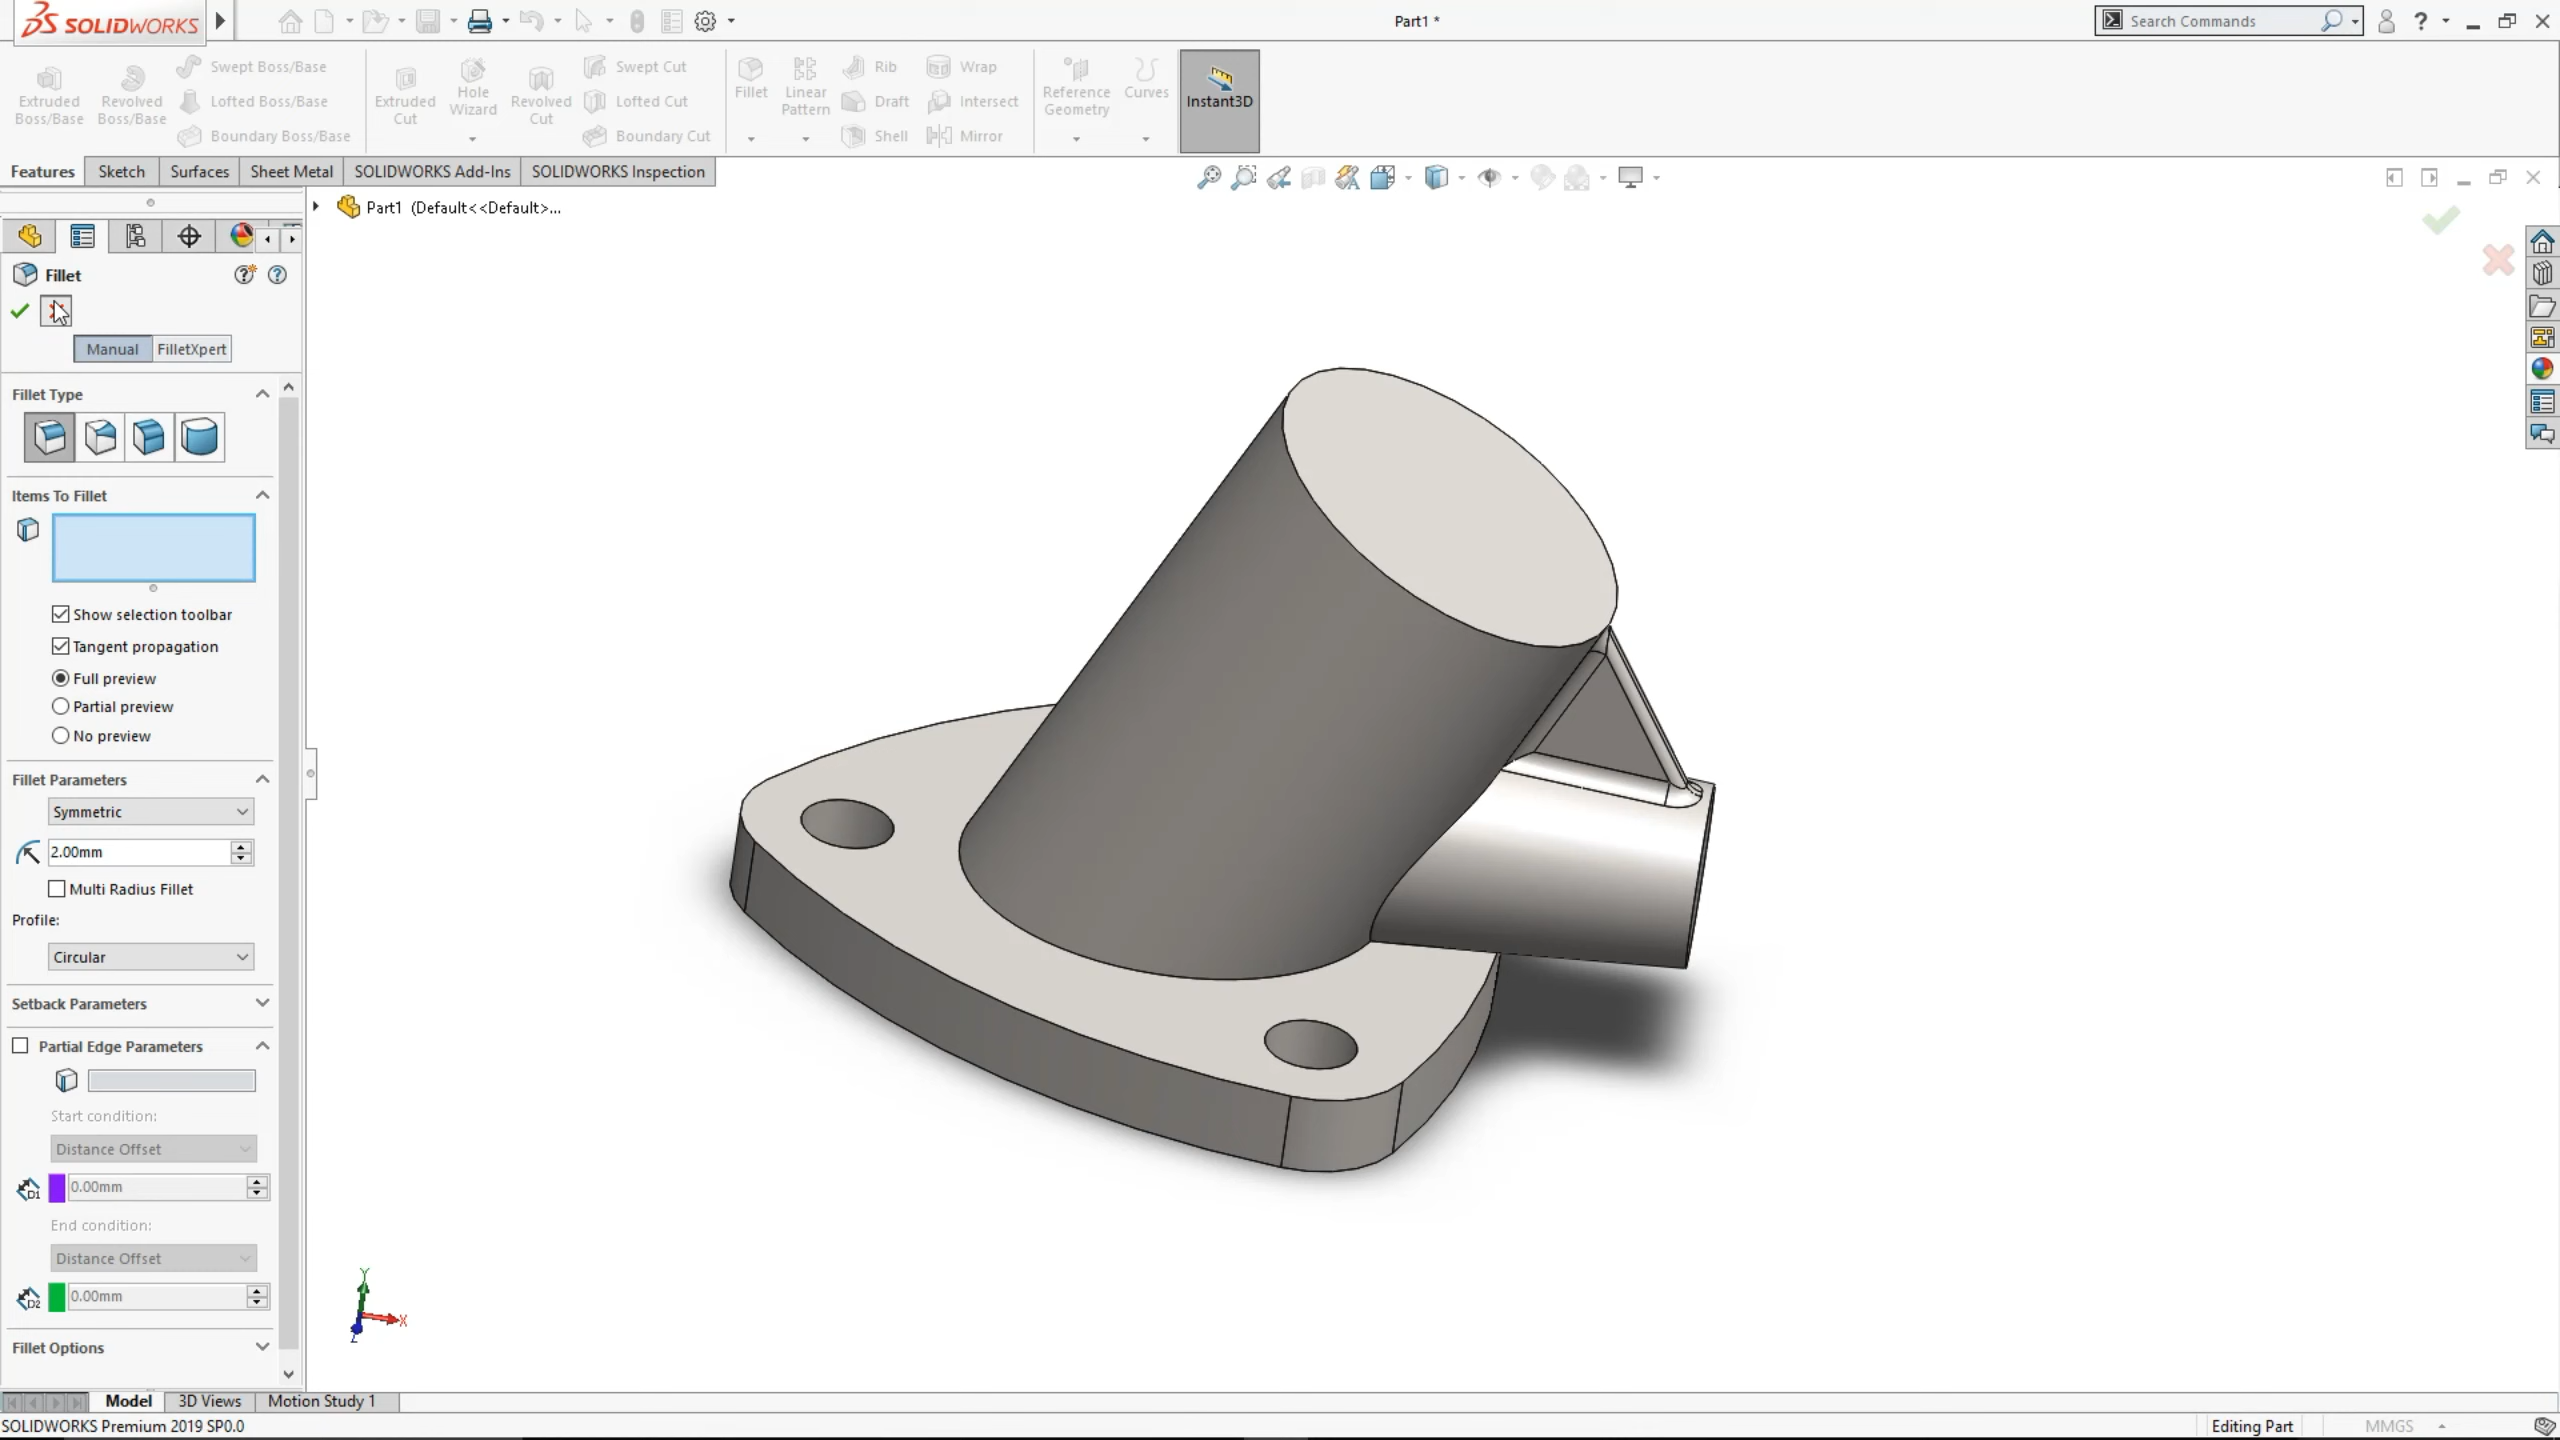 SOLIDWORKS
Part1 *
Search Commands
?
Extruded Boss/Base
Revolved Boss/Base
Swept Boss/Base
Lofted Boss/Base
Boundary Boss/Base
Extruded Cut
Hole Wizard
Revolved Cut
Swept Cut
Lofted Cut
Boundary Cut
Fillet
Linear Pattern
Rib
Draft
Shell
Wrap
Intersect
Mirror
Reference Geometry
Curves
Instant3D
Features
Sketch
Surfaces
Sheet Metal
SOLIDWORKS Add-Ins
SOLIDWORKS Inspection
Part1 (Default<<Default>...
Fillet
Manual
FilletXpert
Fillet Type
Items To Fillet
Show selection toolbar
Tangent propagation
Full preview
Partial preview
No preview
Fillet Parameters
Symmetric
2.00mm
Multi Radius Fillet
Profile:
Circular
Setback Parameters
Partial Edge Parameters
Start condition:
Distance Offset
D1
0.00mm
End condition:
Distance Offset
D2
0.00mm
Fillet Options
Y
X
Z
Model
3D Views
Motion Study 1
SOLIDWORKS Premium 2019 SP0.0
Editing Part
MMGS